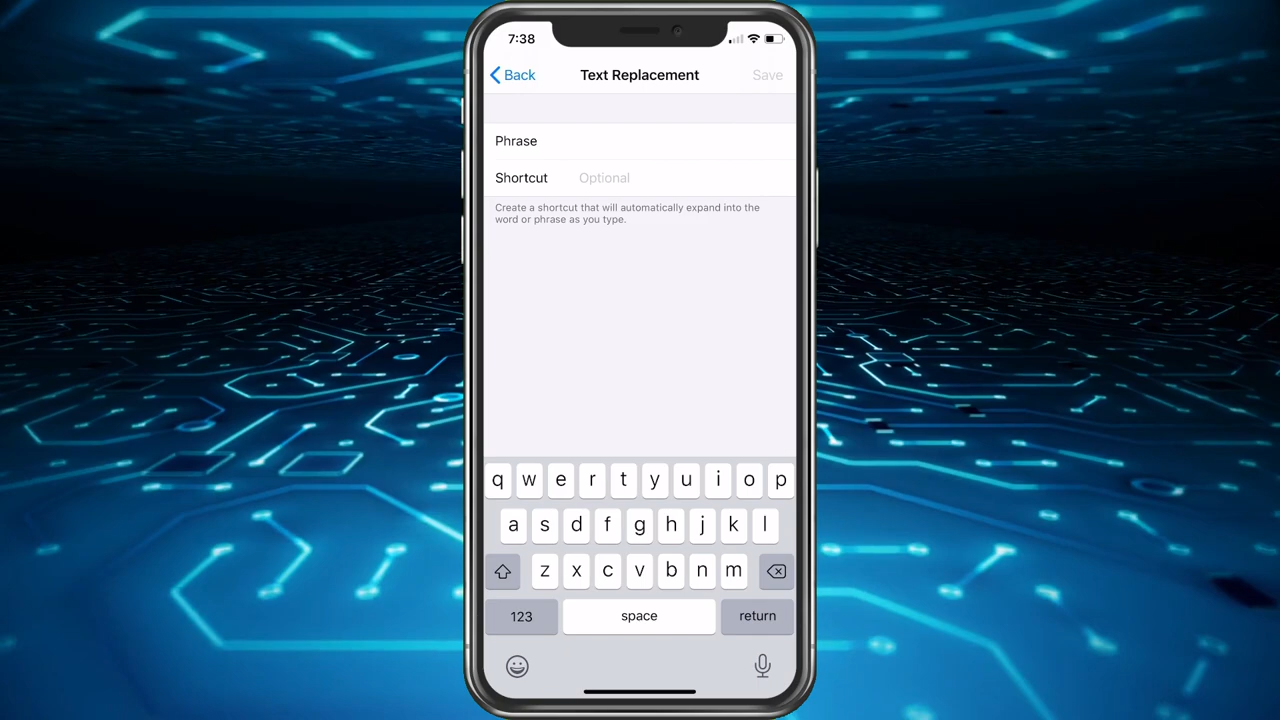 7:38
Back
Text Replacement
Save
Phrase
Shortcut
Optional
Create a shortcut that will automatically expand into the
word or phrase as you type.
q w e r t y u i o p
a s d f g h j k l
z x c v b n m
123
space
return